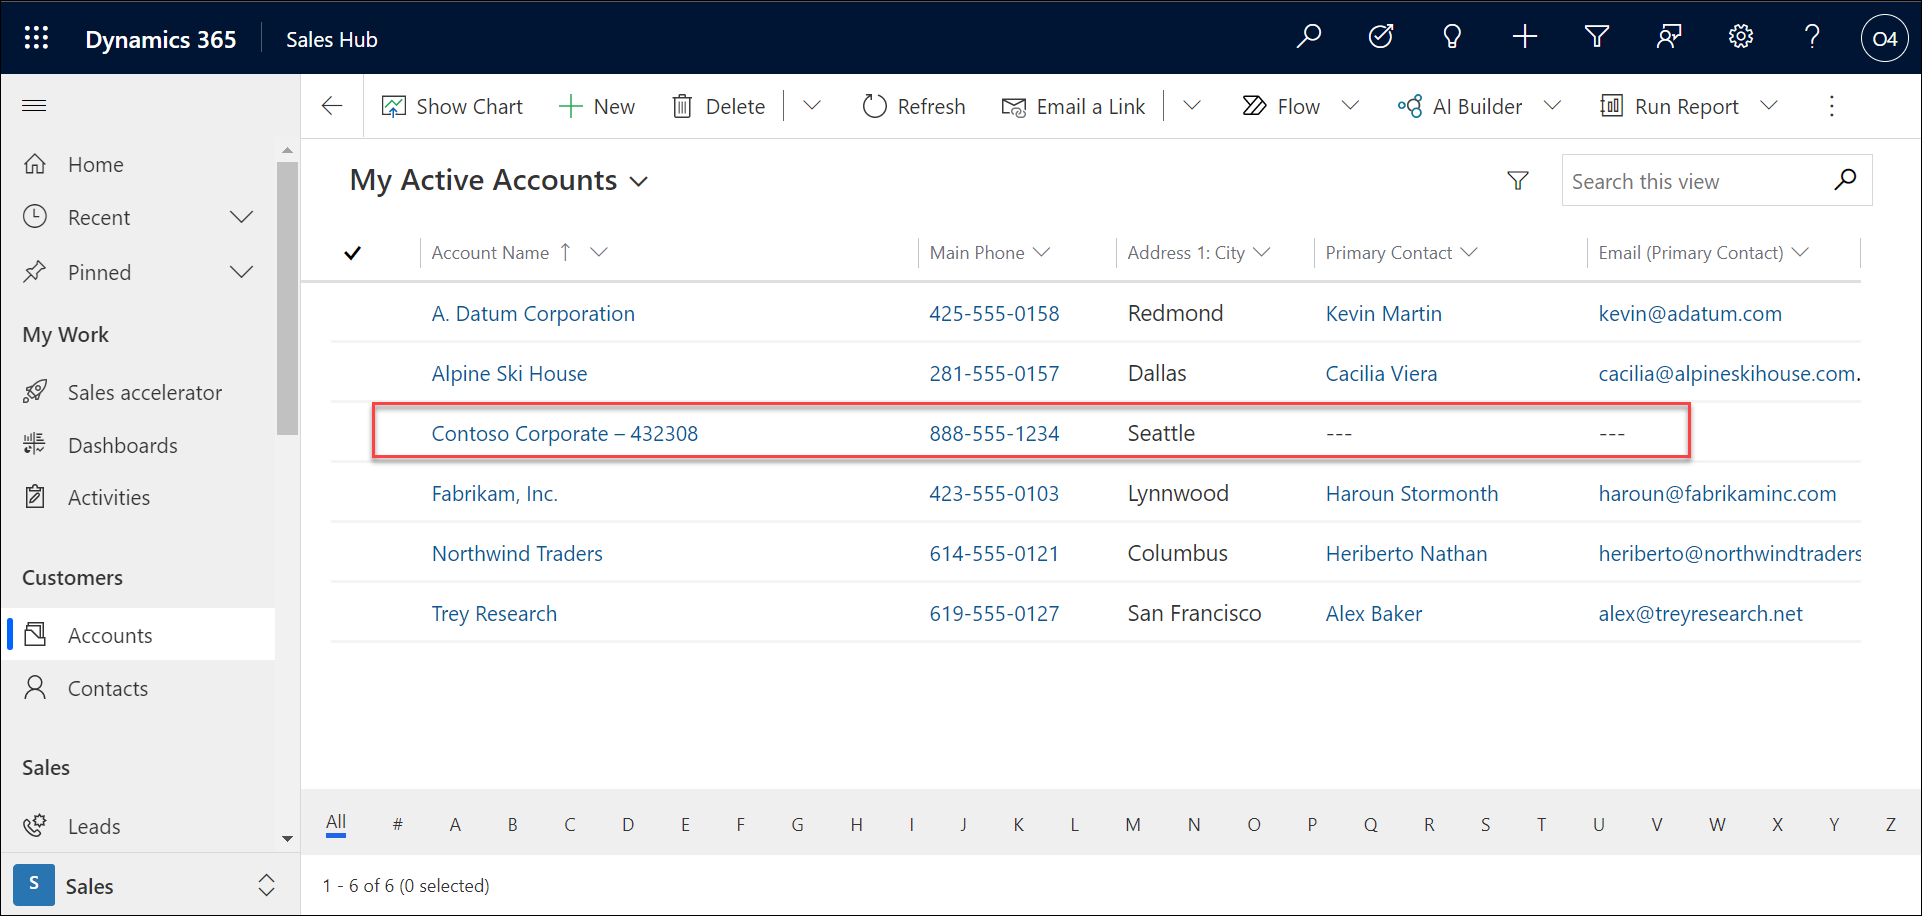 Dynamics 365 Sales Hub O4
Show Chart New Delete Refresh Email a Link Flow AI Builder Run Report
Home
Recent
Pinned
My Work
Sales accelerator
Dashboards
Activities
Customers
Accounts
Contacts
Sales
Leads
S Sales
My Active Accounts Search this view
Account Name Main Phone Address 1: City Primary Contact Email (Primary Contact)
A. Datum Corporation 425-555-0158 Redmond Kevin Martin kevin@adatum.com
Alpine Ski House 281-555-0157 Dallas Cacilia Viera cacilia@alpineskihouse.com.
Contoso Corporate – 432308 888-555-1234 Seattle --- ---
Fabrikam, Inc. 423-555-0103 Lynnwood Haroun Stormonth haroun@fabrikaminc.com
Northwind Traders 614-555-0121 Columbus Heriberto Nathan heriberto@northwindtraders
Trey Research 619-555-0127 San Francisco Alex Baker alex@treyresearch.net
All # A B C D E F G H I J K L M N O P Q R S T U V W X Y Z
1 - 6 of 6 (0 selected)